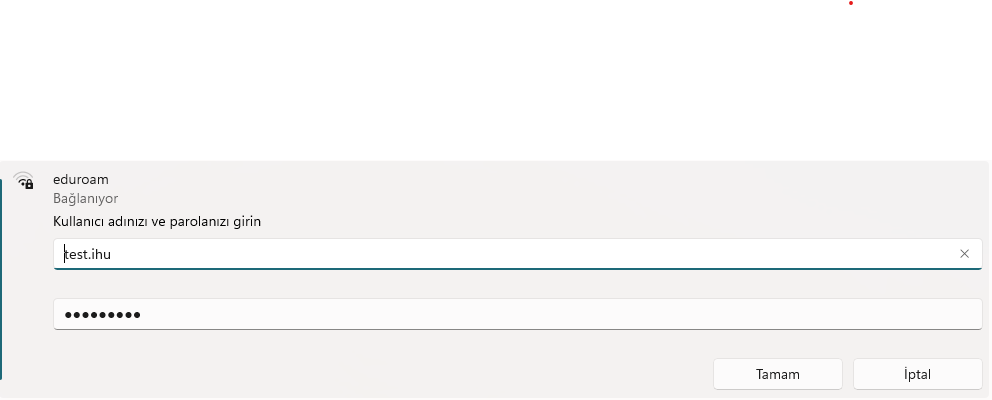 eduroam
Bağlanıyor
Kullanıcı adınızı ve parolanızı girin
test.ihu
●●●●●●●●●
Tamam
İptal